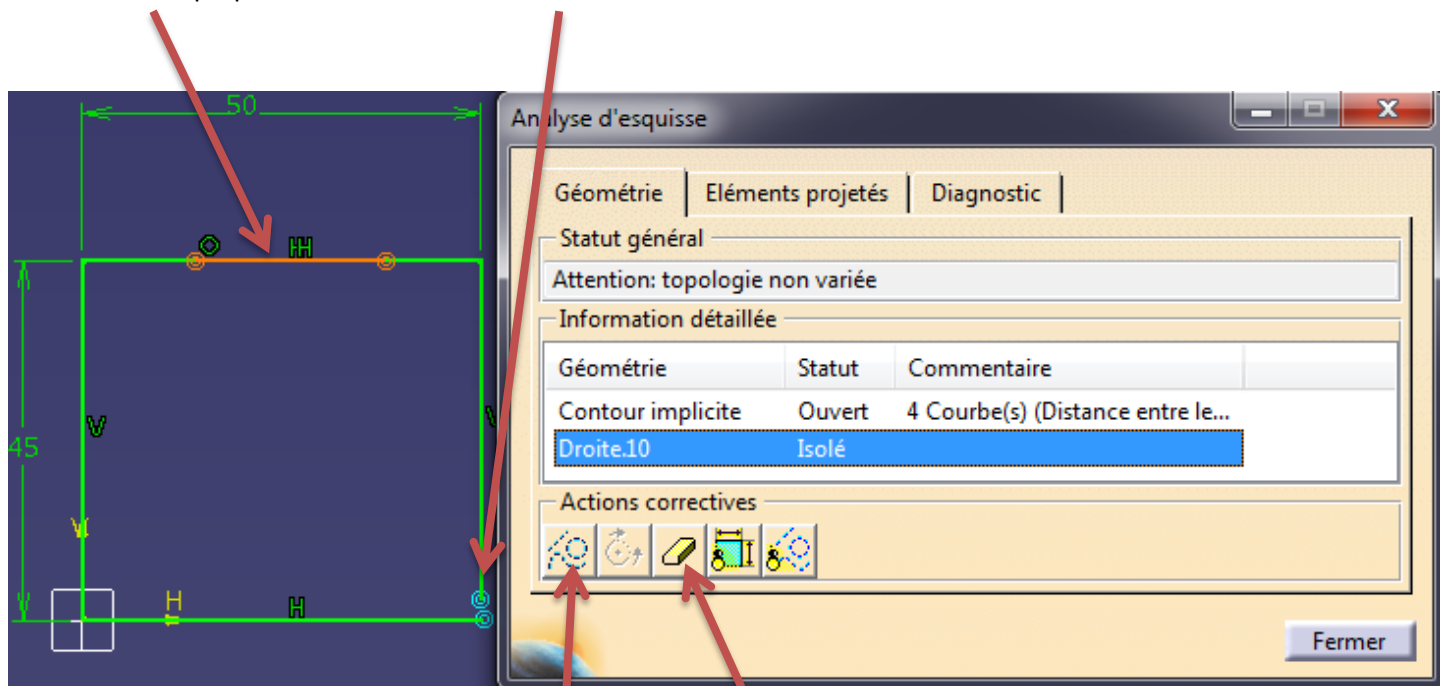 50
Analyse d'esquisse
Géométrie Eléments projetés Diagnostic
Statut général
Attention: topologie non variée
Information détaillée
Géométrie Statut Commentaire
Contour implicite Ouvert 4 Courbe(s) (Distance entre le...
Droite.10 Isolé
Actions correctives
Fermer
HH
V
45
V
H
H